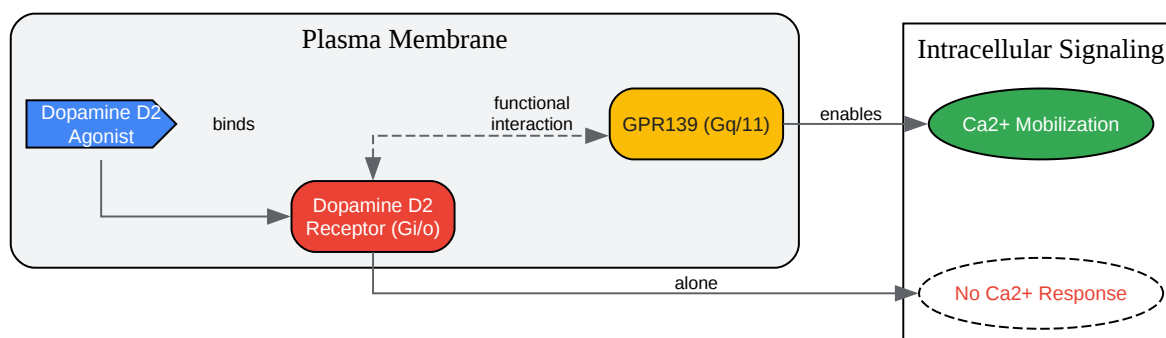 Plasma Membrane
Intracellular Signaling
Dopamine D2
Agonist
binds
functional
interaction
GPR139 (Gq/11)
enables
Ca2+ Mobilization
Dopamine D2
Receptor (Gi/o)
alone
No Ca2+ Response